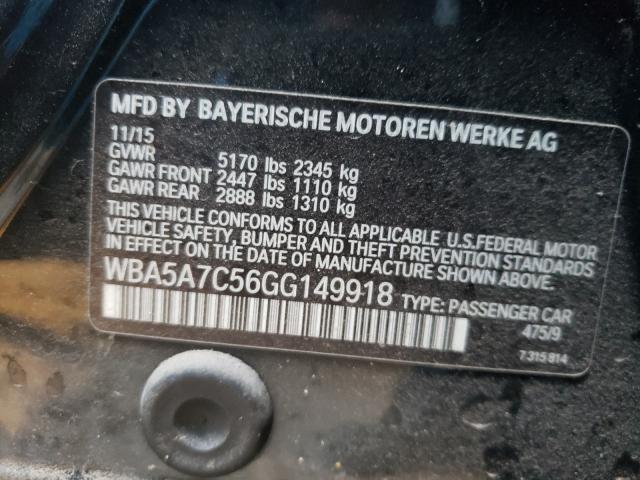 MFD BY BAYERISCHE MOTOREN WERKE AG
11/15
GVWR 5170 lbs 2345 kg
GAWR FRONT 2447 lbs 1110 kg
GAWR REAR 2888 lbs 1310 kg
THIS VEHICLE CONFORMS TO ALL APPLICABLE U.S.FEDERAL MOTOR
VEHICLE SAFETY, BUMPER AND THEFT PREVENTION STANDARDS
IN EFFECT ON THE DATE OF MANUFACTURE SHOWN ABOVE.
WBA5A7C56GG149918 TYPE: PASSENGER CAR
475/9
7 315 814